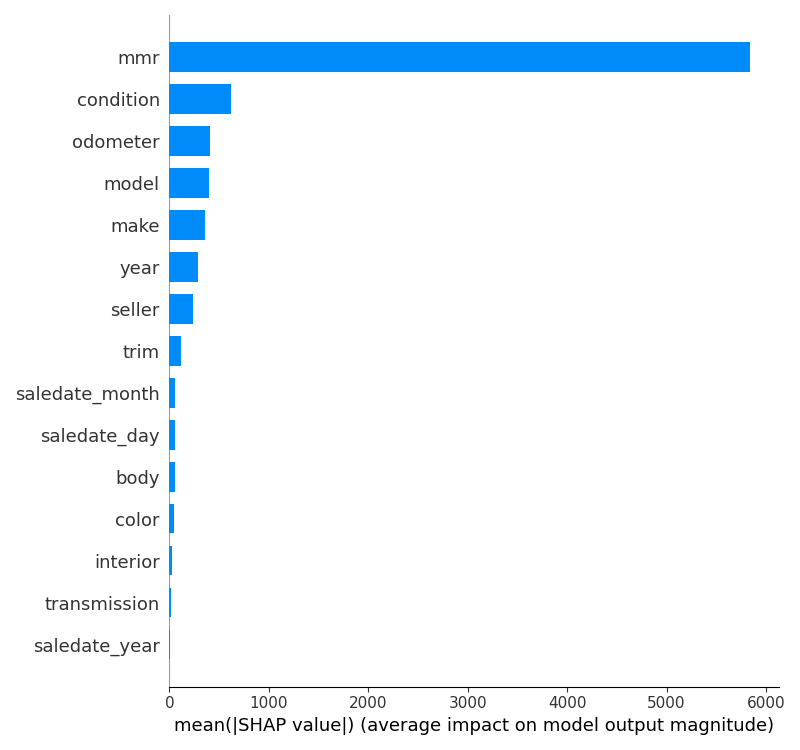 mmr
condition
odometer
model
make
year
seller
trim
saledate_month
saledate_day
body
color
interior
transmission
saledate_year
0 1000 2000 3000 4000 5000 6000
mean(|SHAP value|) (average impact on model output magnitude)